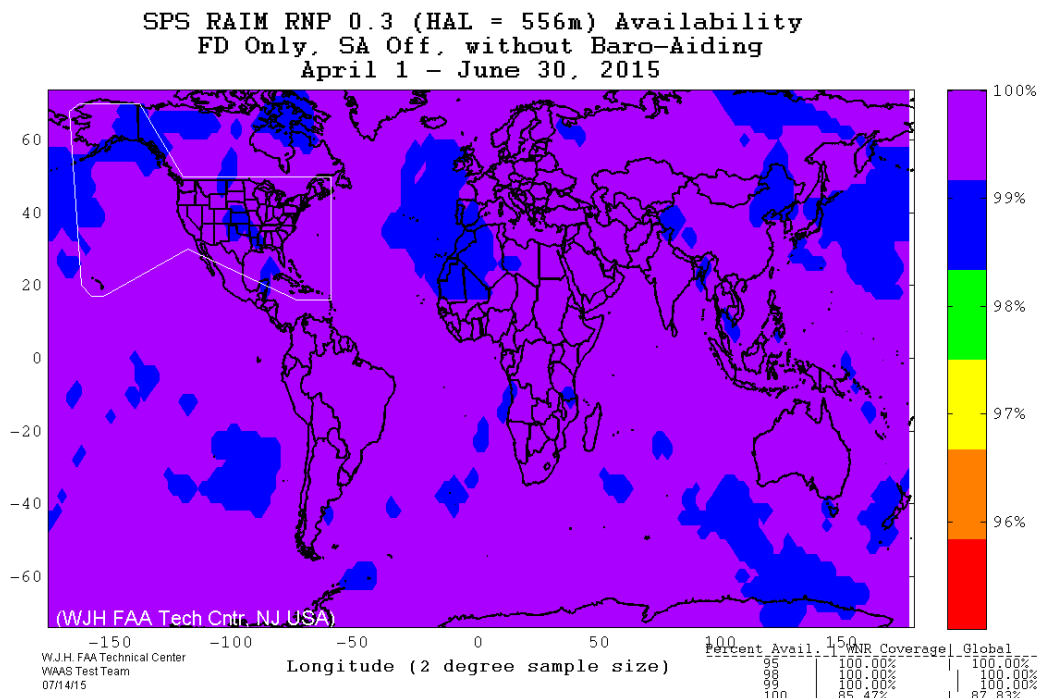 SPS RAIM RNP 0.3 (HAL = 556m) Availability
FD Only, SA Off, without Baro-Aiding
April 1 - June 30, 2015
100%
99%
98%
97%
96%
60
40
20
0
-20
-40
-60
(WJH FAA Tech Cntr, NJ USA)
-150 -100 -50 0 50 100 150
Longitude (2 degree sample size)
W.J.H. FAA Technical Center
WAAS Test Team
07/14/15
Percent Avail. | WNR Coverage| Global
95 | 100.00% | 100.00%
98 | 100.00% | 100.00%
99 | 100.00% | 100.00%
100 | 85.47% | 87.83%